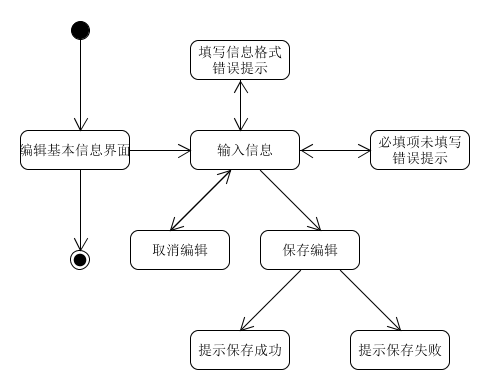 填写信息格式
错误提示
编辑基本信息界面
输入信息
必填项未填写
错误提示
取消编辑
保存编辑
提示保存成功
提示保存失败